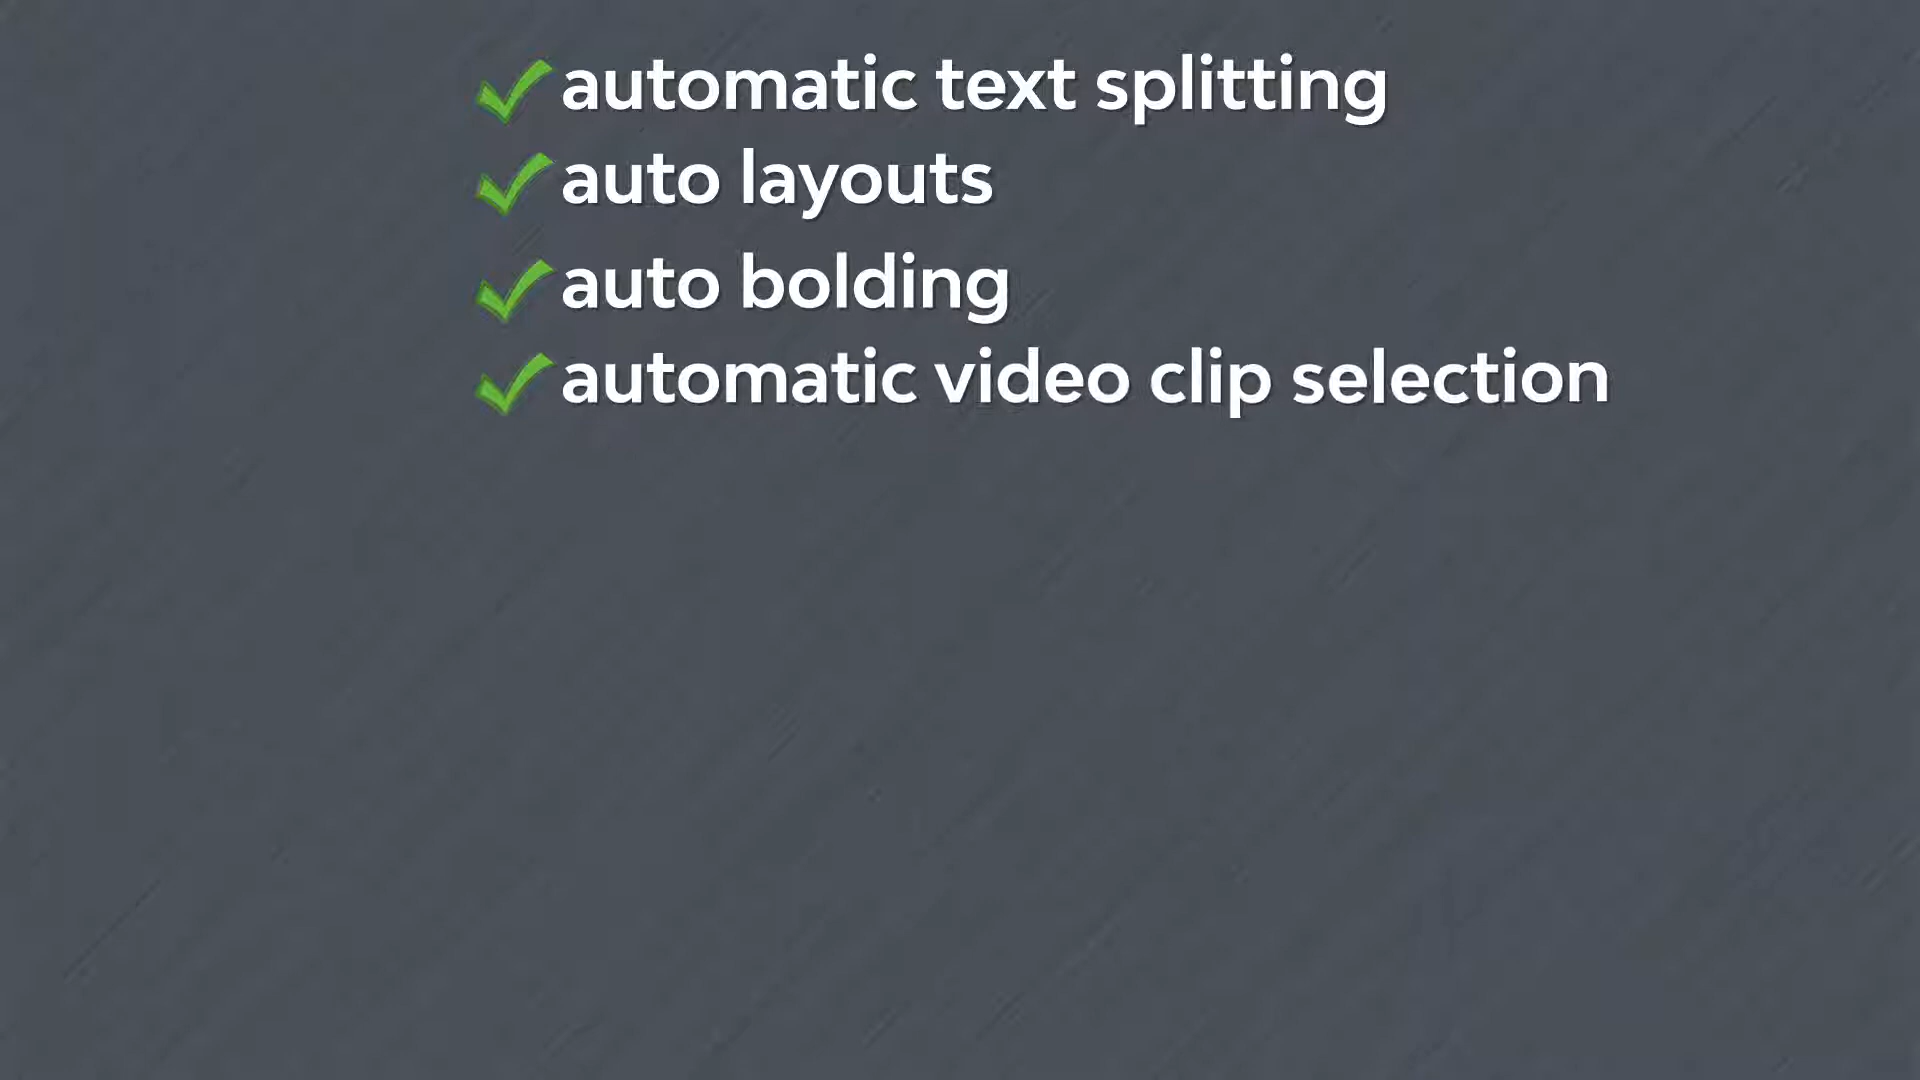 automatic text splitting
auto layouts
auto bolding
automatic video clip selection